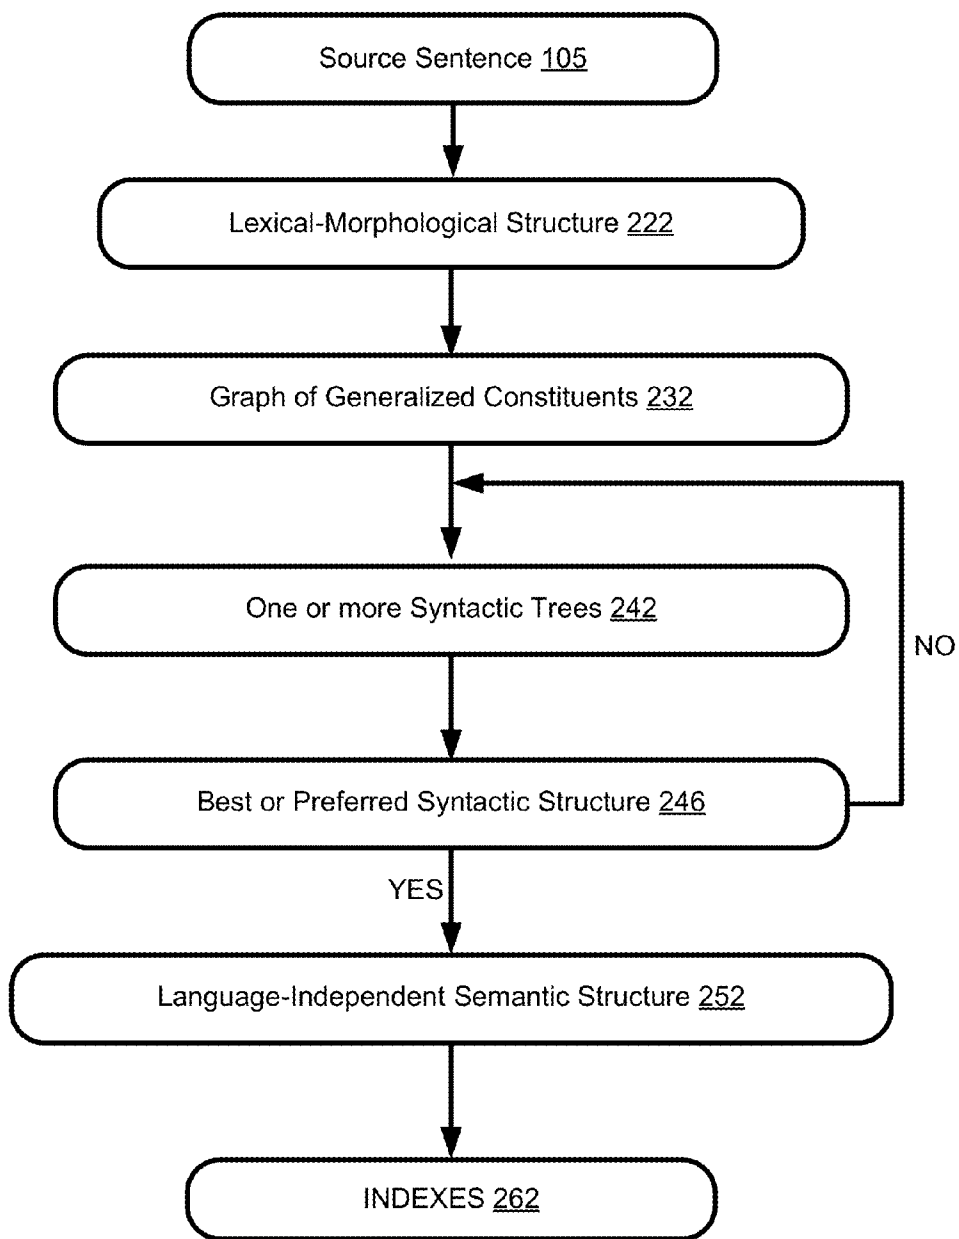 Source Sentence 105
Lexical-Morphological Structure 222
Graph of Generalized Constituents 232
One or more Syntactic Trees 242
NO
Best or Preferred Syntactic Structure 246
YES
Language-Independent Semantic Structure 252
INDEXES 262